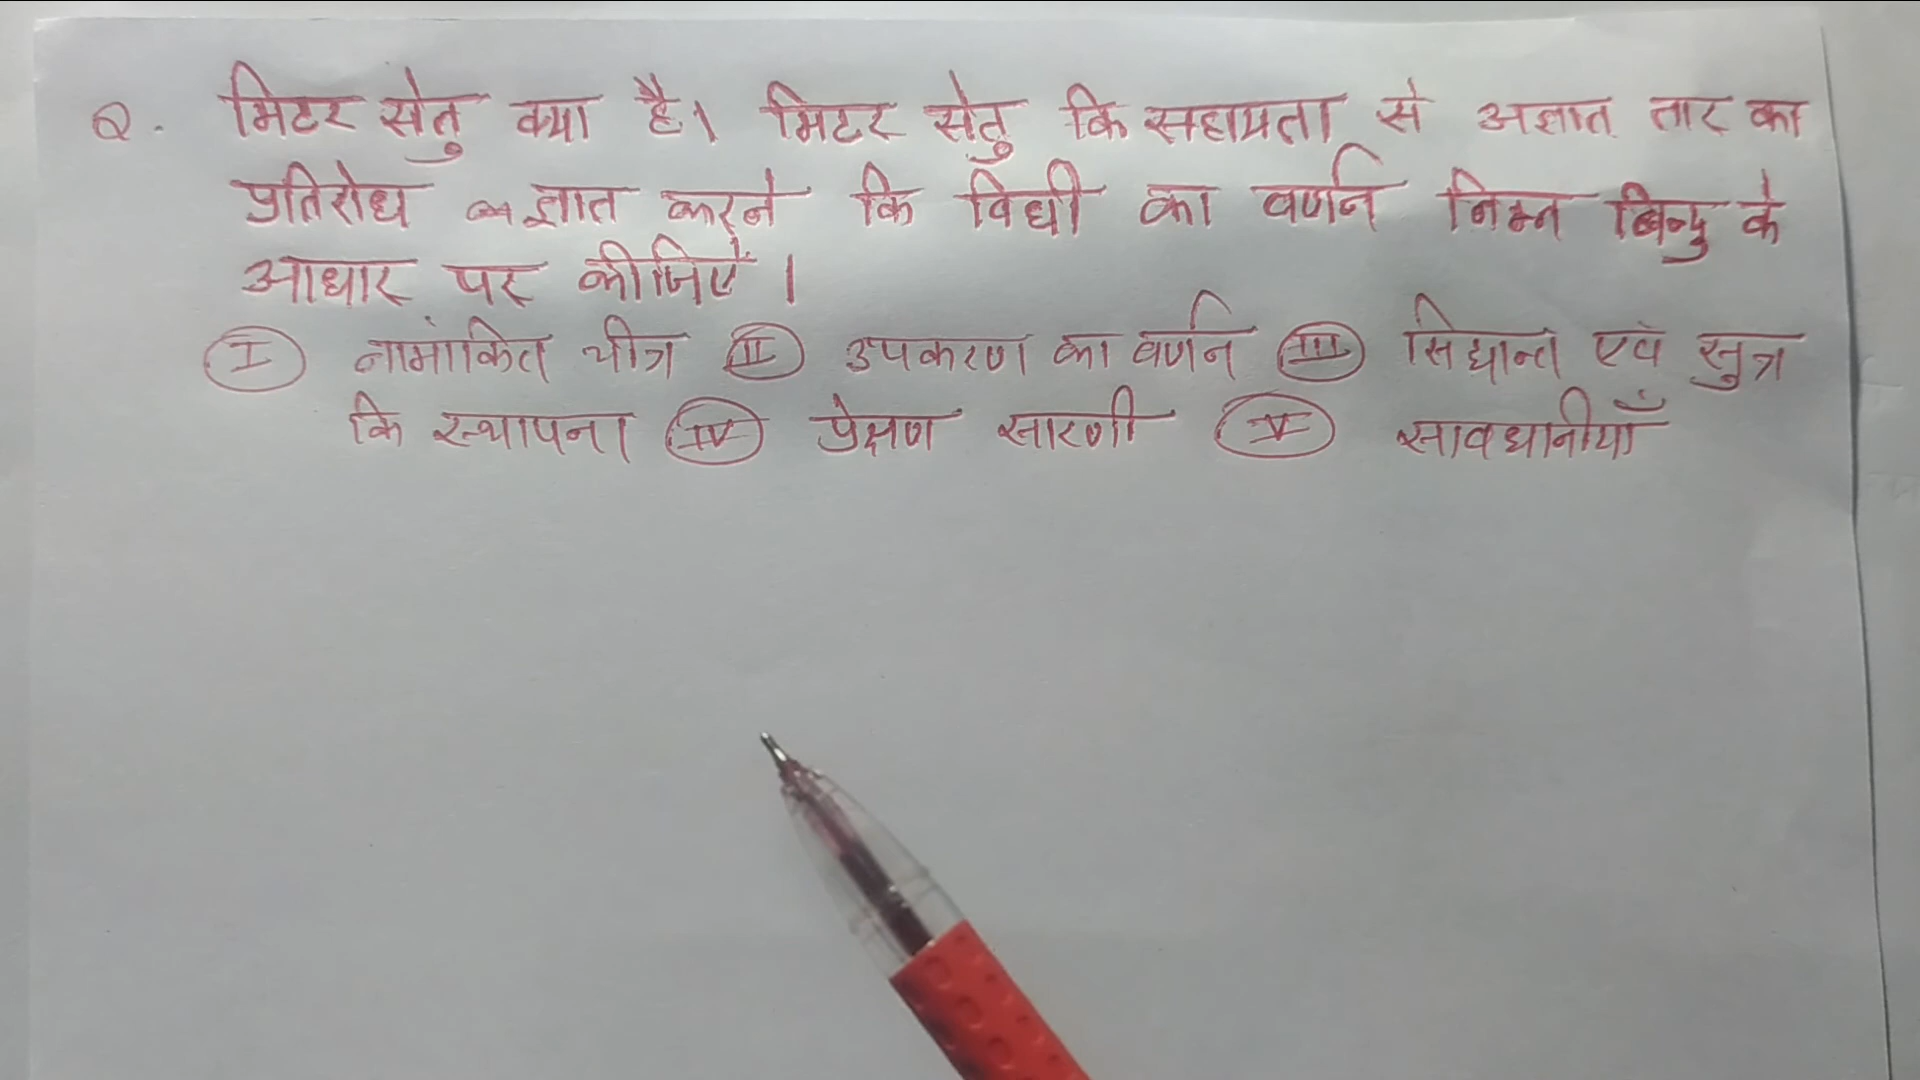 Q. मिटर सेतु क्या है। मिटर सेतु कि सहायता से अज्ञात तार का
प्रतिरोध ज्ञात करने कि विधी का वर्णन निम्न बिन्दु के
आधार पर कीजिएँ।
I नामांकित चीत्र II उपकरण का वर्णन III सिद्यान्त एवं सुत्र
कि स्थापना IV प्रेक्षण सारणी V सावधानीयाँ